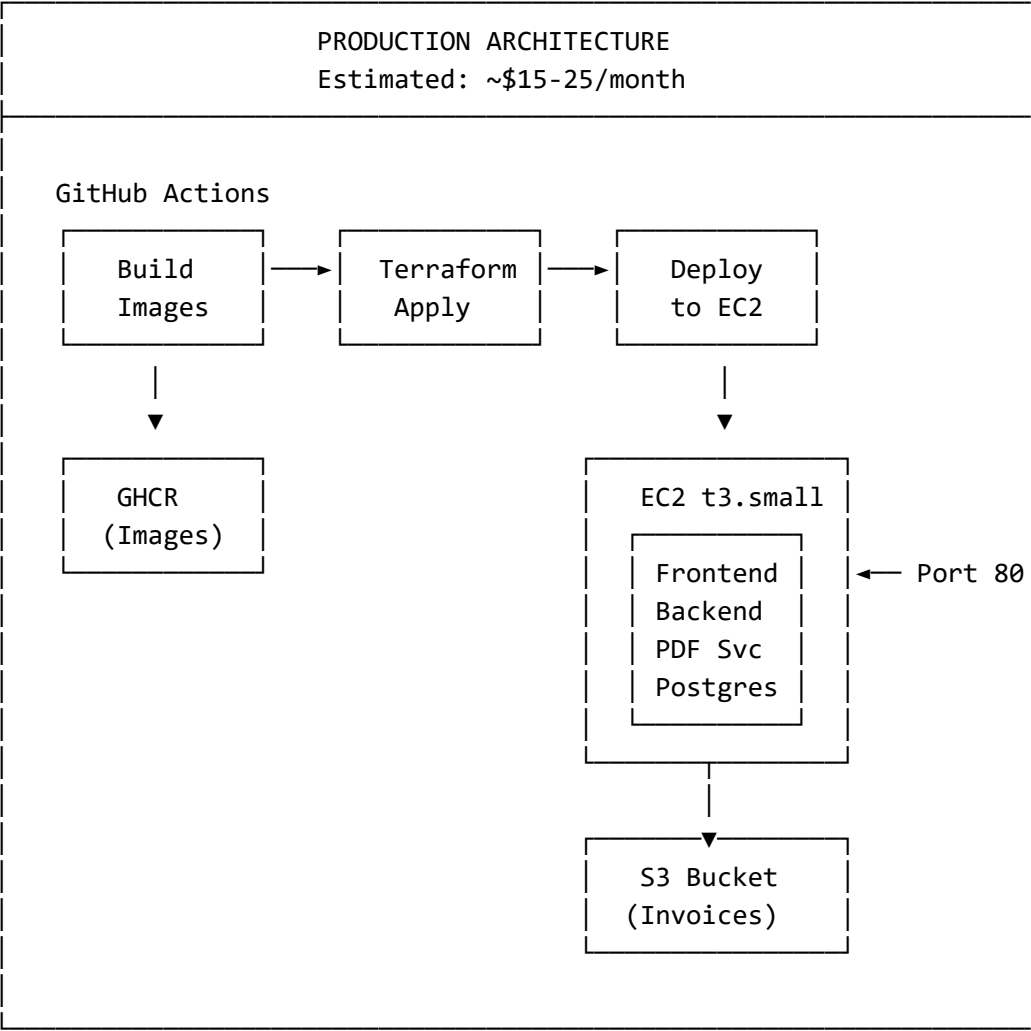 PRODUCTION ARCHITECTURE
Estimated: ~$15-25/month
GitHub Actions
Build
Images
Terraform
Apply
Deploy
to EC2
GHCR
(Images)
EC2 t3.small
Frontend
Backend
PDF Svc
Postgres
Port 80
S3 Bucket
(Invoices)